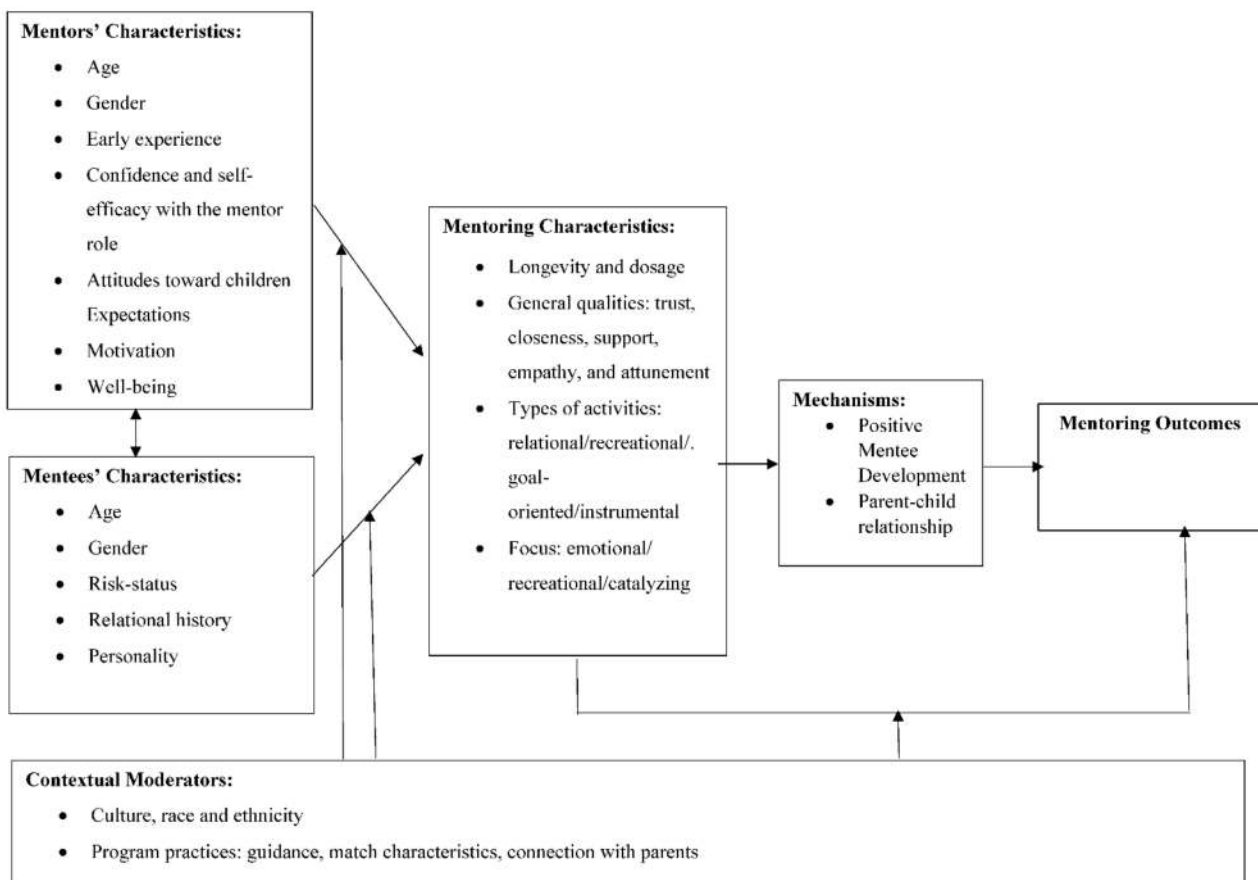 Mentors' Characteristics:
• Age
• Gender
• Early experience
• Confidence and self-
efficacy with the mentor
role
• Attitudes toward children
Expectations
• Motivation
• Well-being
Mentees' Characteristics:
• Age
• Gender
• Risk-status
• Relational history
• Personality
Mentoring Characteristics:
• Longevity and dosage
• General qualities: trust,
closeness, support,
empathy, and attunement
• Types of activities:
relational/recreational/.
goal-
oriented/instrumental
• Focus: emotional/
recreational/catalyzing
Mechanisms:
• Positive
Mentee
Development
• Parent-child
relationship
Mentoring Outcomes
Contextual Moderators:
• Culture, race and ethnicity
• Program practices: guidance, match characteristics, connection with parents